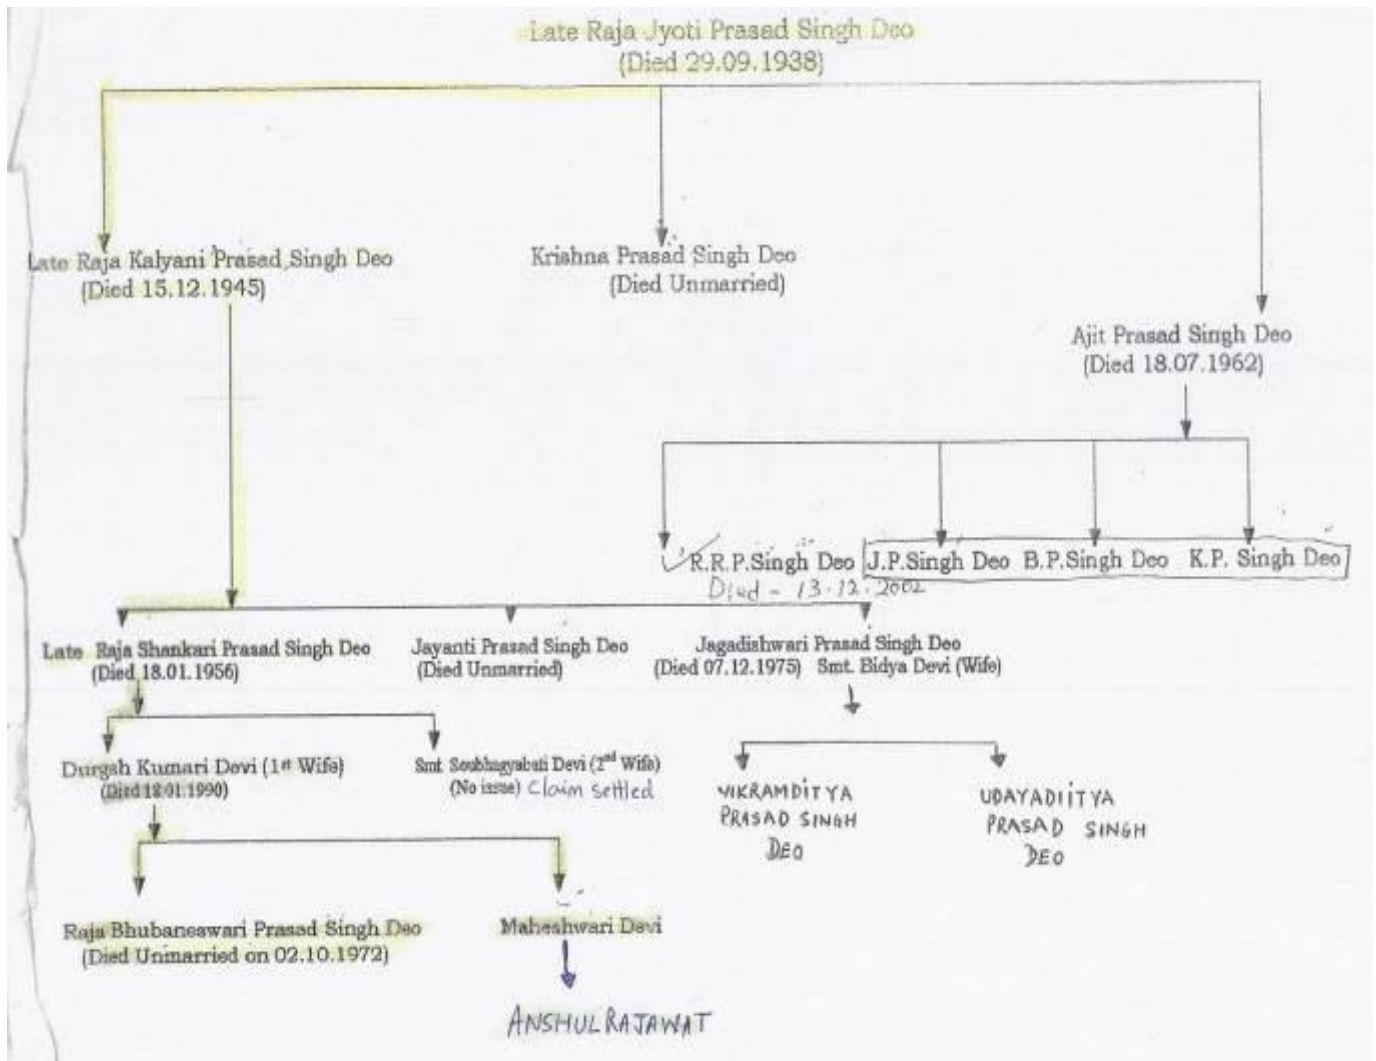 Late Raja Jyoti Prasad Singh Deo
(Died 29.09.1938)
Late Raja Kalyani Prasad Singh Deo
(Died 15.12.1945)
Krishna Prasad Singh Deo
(Died Unmarried)
Ajit Prasad Singh Deo
(Died 18.07.1962)
R.R.P.Singh Deo J.P.Singh Deo B.P.Singh Deo K.P. Singh Deo
Died - 13.12.2002
Late Raja Shankari Prasad Singh Deo
(Died 18.01.1956)
Jayanti Prasad Singh Deo
(Died Unmarried)
Jagadishwari Prasad Singh Deo
(Died 07.12.1975) Smt. Bidya Devi (Wife)
Durgsh Kumari Devi (1st Wife)
(Died 18.01.1990)
Smt. Soubhagyabati Devi (2nd Wife)
(No issue) Claim settled
VIKRAMDITYA
PRASAD SINGH
DEO
UDAYADIITYA
PRASAD SINGH
DEO
Raja Bhubaneswari Prasad Singh Deo
(Died Unimarried on 02.10.1972)
Maheshwari Devi
ANSHUL RAJAWAT